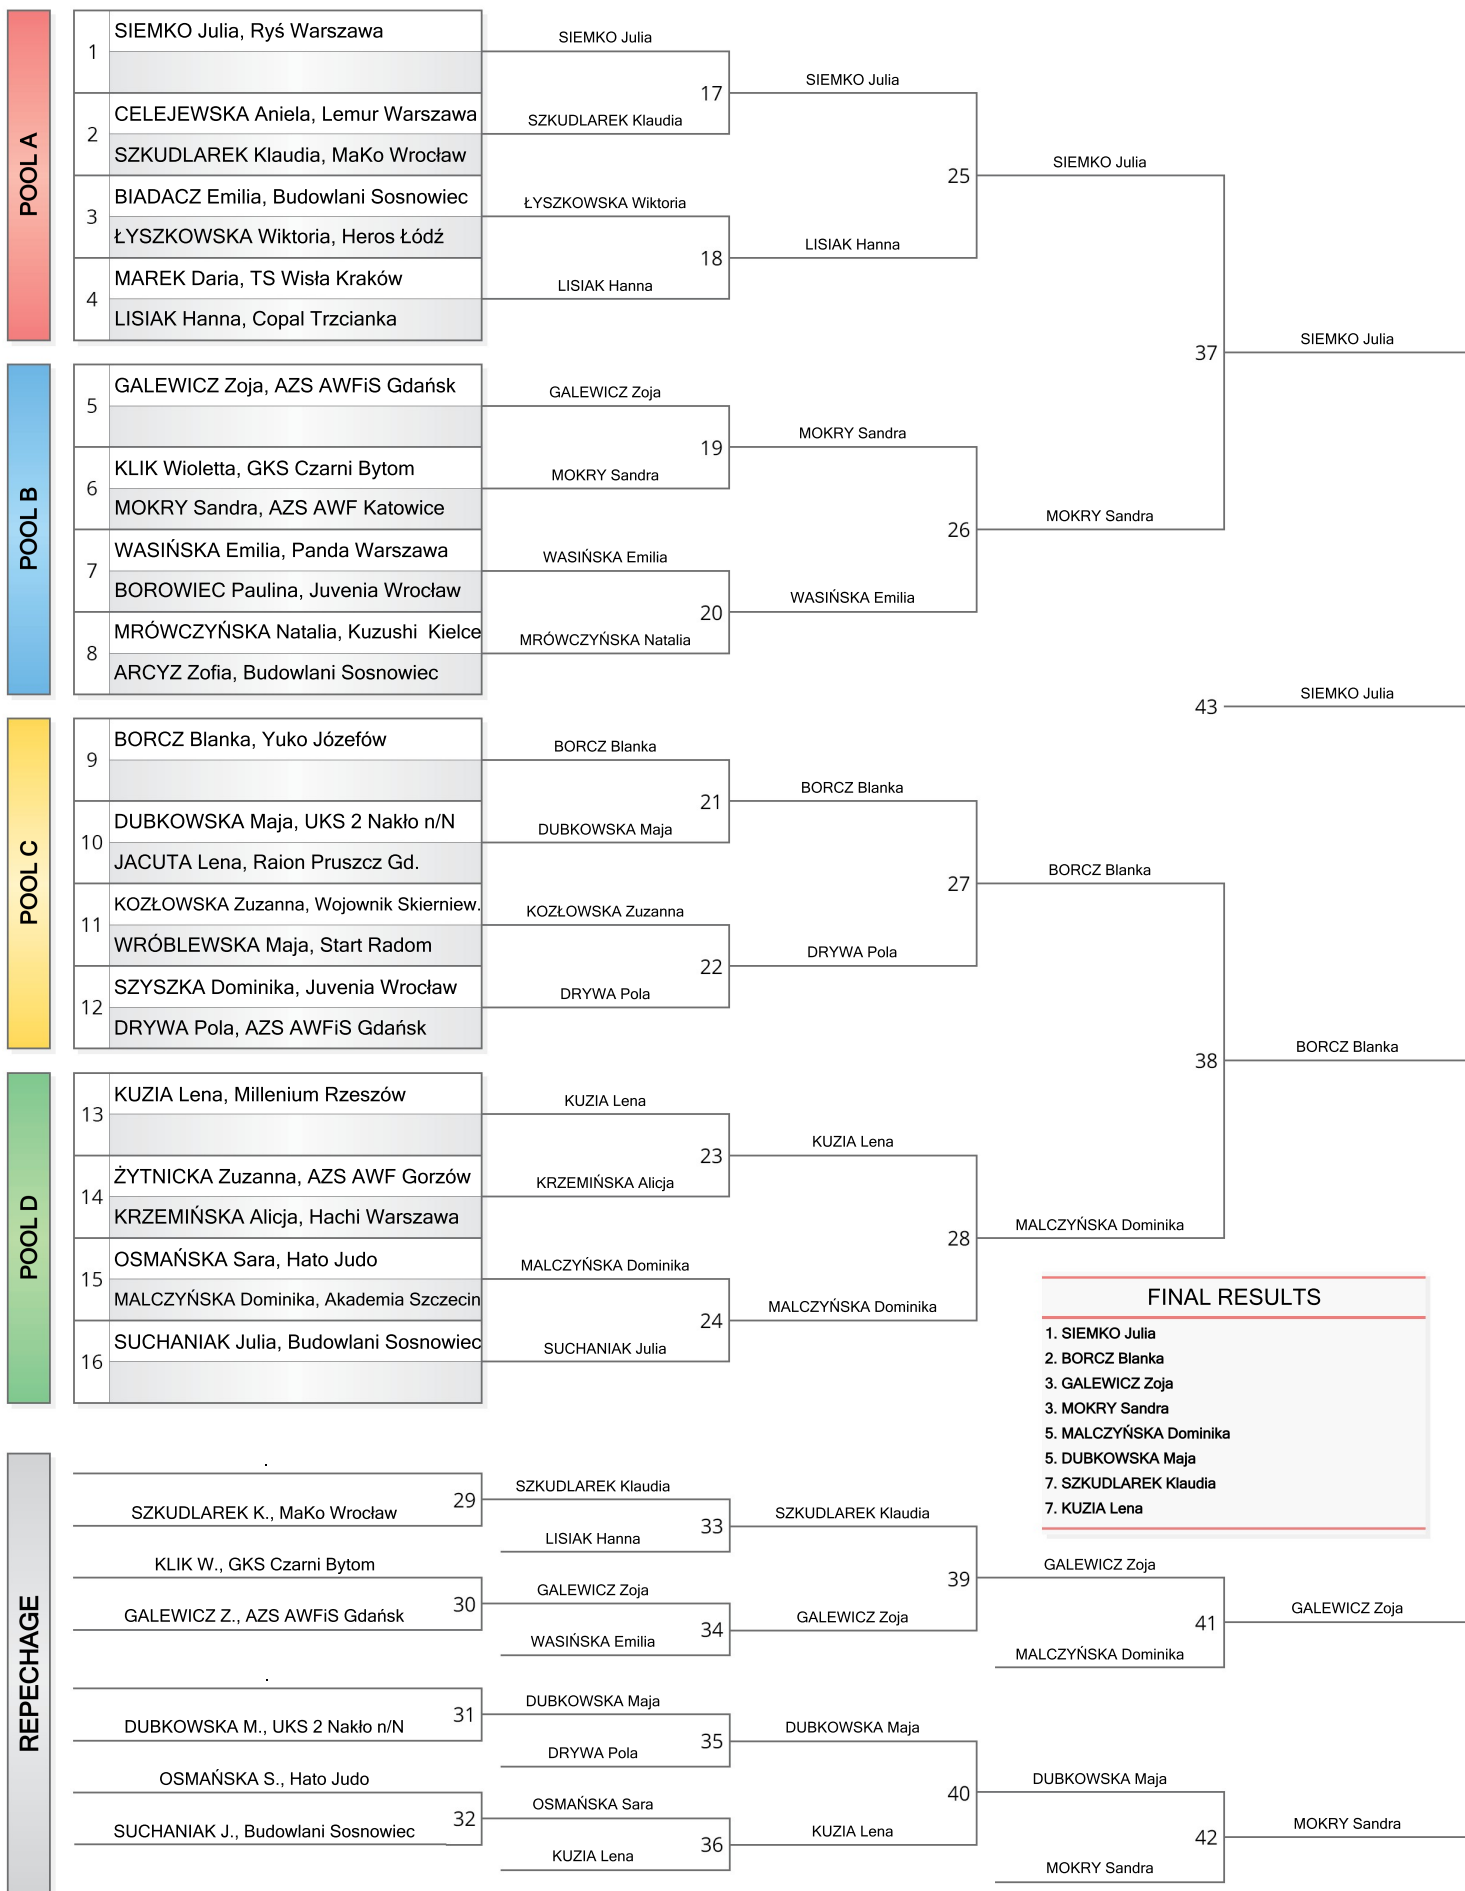 POOL A
1
SIEMKO Julia, Ryś Warszawa
2
CELEJEWSKA Aniela, Lemur Warszawa
SZKUDLAREK Klaudia, MaKo Wrocław
3
BIADACZ Emilia, Budowlani Sosnowiec
ŁYSZKOWSKA Wiktoria, Heros Łódź
4
MAREK Daria, TS Wisła Kraków
LISIAK Hanna, Copal Trzcianka
SIEMKO Julia
17
SZKUDLAREK Klaudia
ŁYSZKOWSKA Wiktoria
18
LISIAK Hanna
SIEMKO Julia
25
LISIAK Hanna
SIEMKO Julia
POOL B
5
GALEWICZ Zoja, AZS AWFiS Gdańsk
6
KLIK Wioletta, GKS Czarni Bytom
MOKRY Sandra, AZS AWF Katowice
7
WASIŃSKA Emilia, Panda Warszawa
BOROWIEC Paulina, Juvenia Wrocław
8
MRÓWCZYŃSKA Natalia, Kuzushi  Kielce
ARCYZ Zofia, Budowlani Sosnowiec
GALEWICZ Zoja
19
MOKRY Sandra
WASIŃSKA Emilia
20
MRÓWCZYŃSKA Natalia
MOKRY Sandra
26
WASIŃSKA Emilia
MOKRY Sandra
37
SIEMKO Julia
43
SIEMKO Julia
POOL C
9
BORCZ Blanka, Yuko Józefów
10
DUBKOWSKA Maja, UKS 2 Nakło n/N
JACUTA Lena, Raion Pruszcz Gd.
11
KOZŁOWSKA Zuzanna, Wojownik Skierniew.
WRÓBLEWSKA Maja, Start Radom
12
SZYSZKA Dominika, Juvenia Wrocław
DRYWA Pola, AZS AWFiS Gdańsk
BORCZ Blanka
21
DUBKOWSKA Maja
KOZŁOWSKA Zuzanna
22
DRYWA Pola
BORCZ Blanka
27
DRYWA Pola
BORCZ Blanka
POOL D
13
KUZIA Lena, Millenium Rzeszów
14
ŻYTNICKA Zuzanna, AZS AWF Gorzów
KRZEMIŃSKA Alicja, Hachi Warszawa
15
OSMAŃSKA Sara, Hato Judo
MALCZYŃSKA Dominika, Akademia Szczecin
16
SUCHANIAK Julia, Budowlani Sosnowiec
KUZIA Lena
23
KRZEMIŃSKA Alicja
MALCZYŃSKA Dominika
24
SUCHANIAK Julia
KUZIA Lena
28
MALCZYŃSKA Dominika
MALCZYŃSKA Dominika
38
BORCZ Blanka
FINAL RESULTS
1. SIEMKO Julia
2. BORCZ Blanka
3. GALEWICZ Zoja
3. MOKRY Sandra
5. MALCZYŃSKA Dominika
5. DUBKOWSKA Maja
7. SZKUDLAREK Klaudia
7. KUZIA Lena
REPECHAGE
.
29
SZKUDLAREK K., MaKo Wrocław
KLIK W., GKS Czarni Bytom
30
GALEWICZ Z., AZS AWFiS Gdańsk
.
31
DUBKOWSKA M., UKS 2 Nakło n/N
OSMAŃSKA S., Hato Judo
32
SUCHANIAK J., Budowlani Sosnowiec
SZKUDLAREK Klaudia
33
LISIAK Hanna
GALEWICZ Zoja
34
WASIŃSKA Emilia
DUBKOWSKA Maja
35
DRYWA Pola
OSMAŃSKA Sara
36
KUZIA Lena
SZKUDLAREK Klaudia
39
GALEWICZ Zoja
DUBKOWSKA Maja
40
KUZIA Lena
GALEWICZ Zoja
41
MALCZYŃSKA Dominika
DUBKOWSKA Maja
42
MOKRY Sandra
GALEWICZ Zoja
MOKRY Sandra